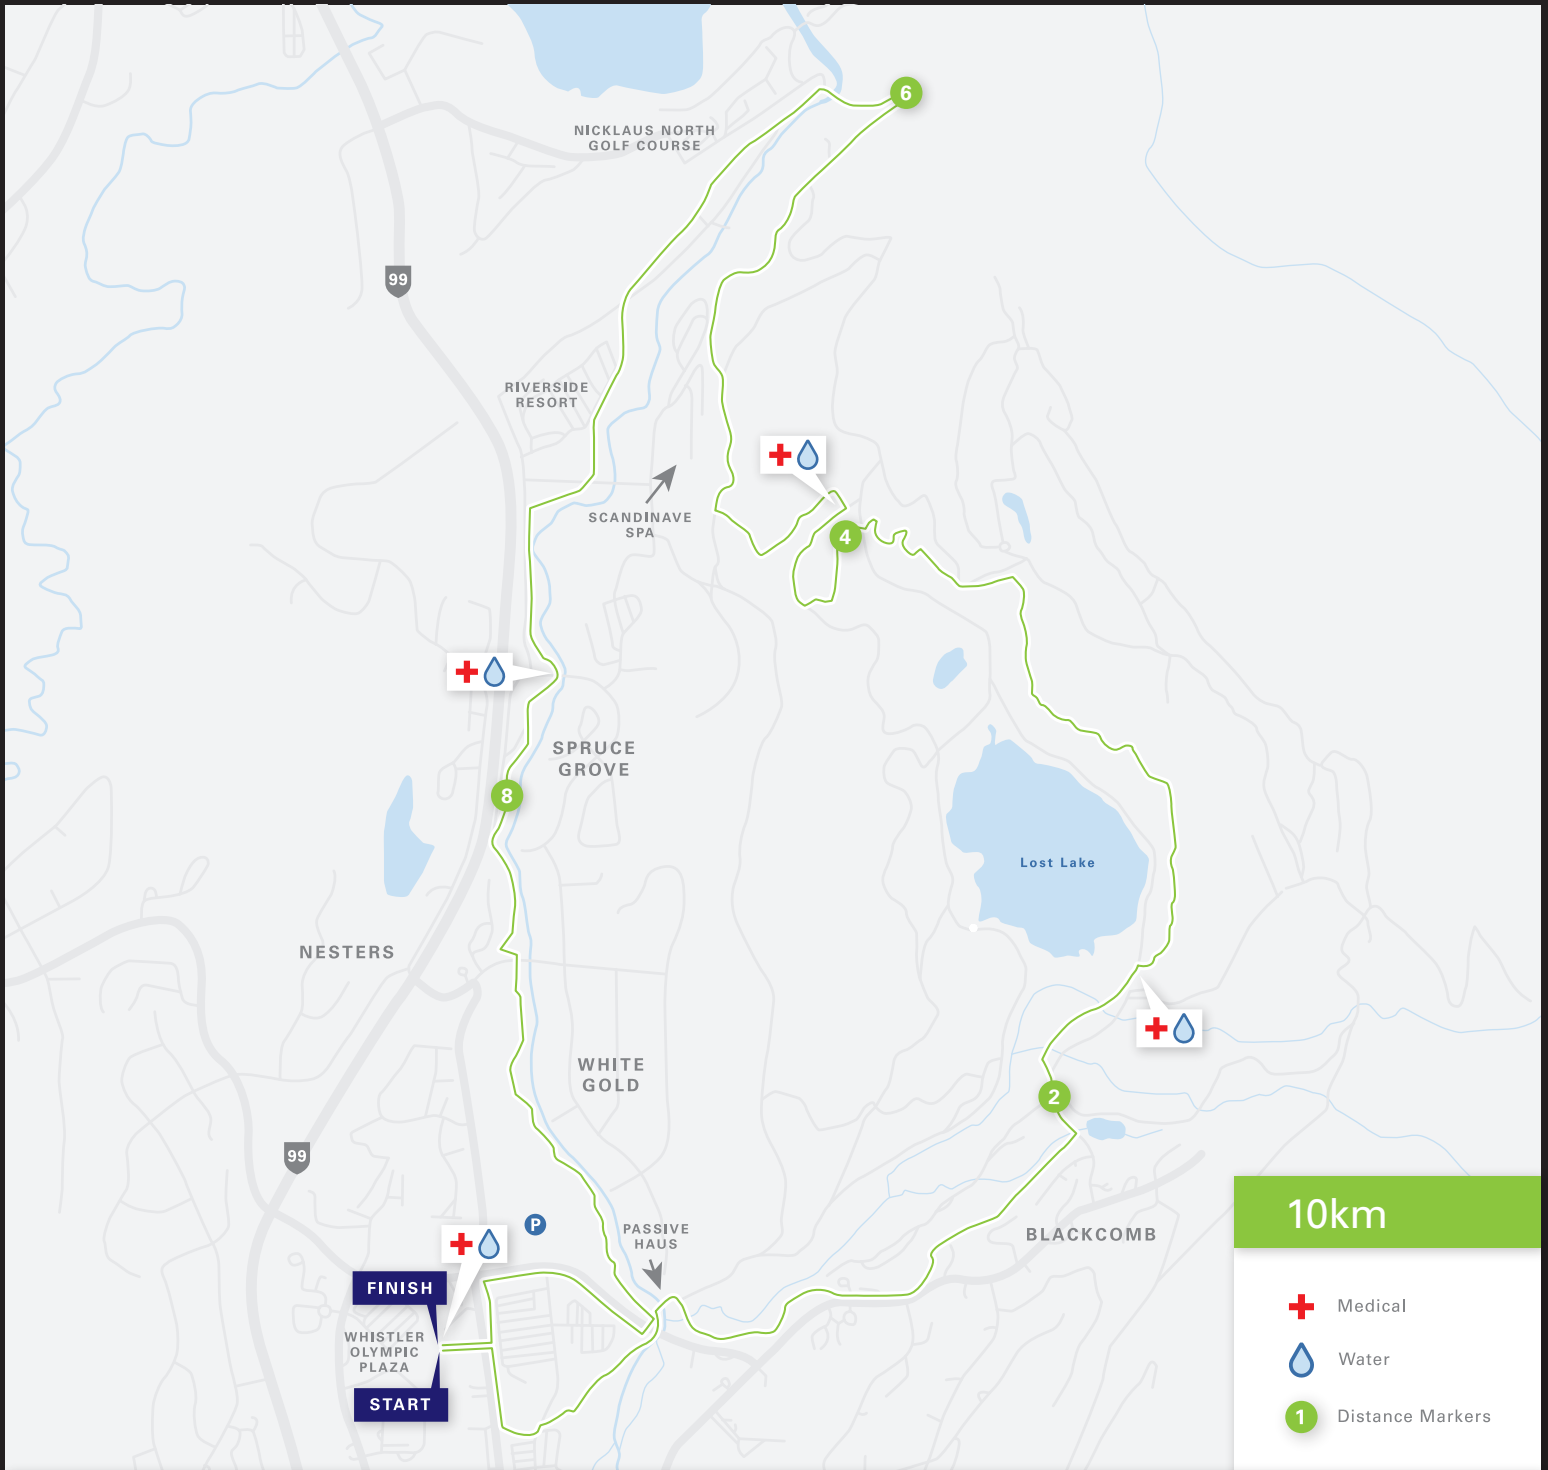 6
NICKLAUS NORTH
GOLF COURSE
99
RIVERSIDE
RESORT
SCANDINAVE
SPA
4
SPRUCE
GROVE
8
Lost Lake
NESTERS
WHITE
GOLD
2
99
P
PASSIVE
HAUS
BLACKCOMB
FINISH
WHISTLER
OLYMPIC
PLAZA
START
10km
Medical
Water
1 Distance Markers